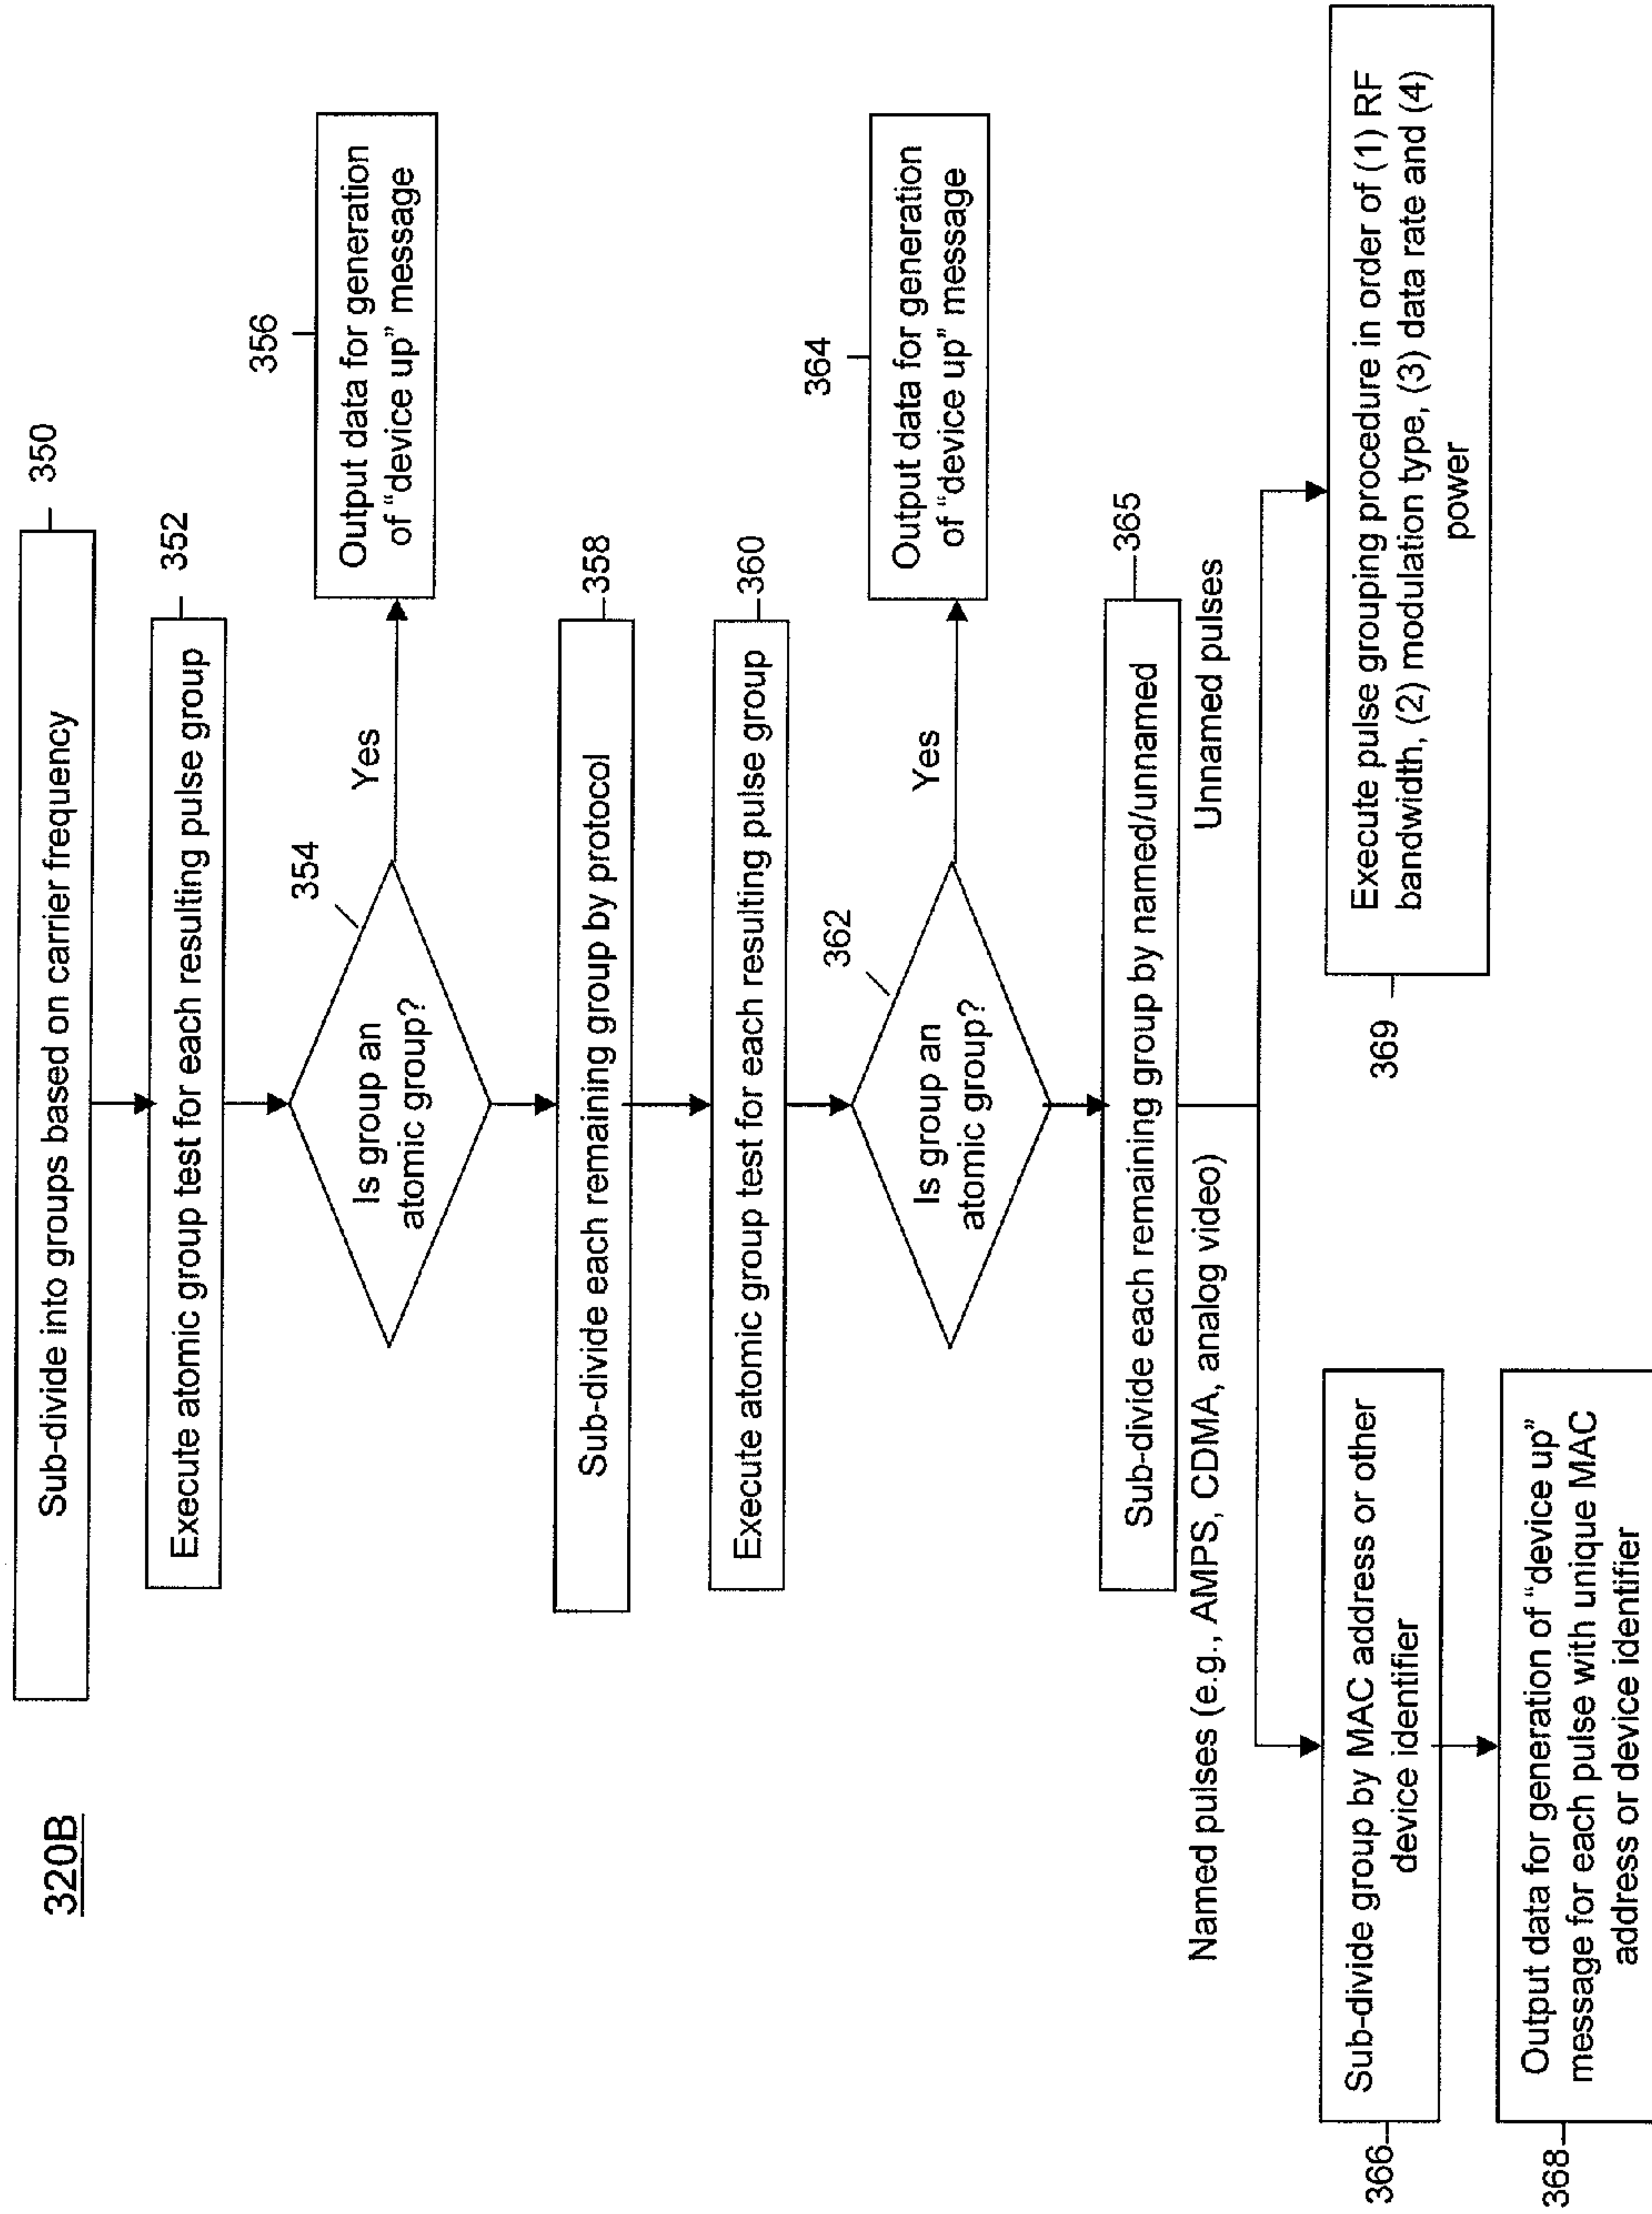 320B
Sub-divide into groups based on carrier frequency
350
Execute atomic group test for each resulting pulse group
352
Is group an
atomic group?
354
Yes
356
Output data for generation
of "device up" message
Sub-divide each remaining group by protocol
358
Execute atomic group test for each resulting pulse group
360
Is group an
atomic group?
362
Yes
364
Output data for generation
of "device up" message
Sub-divide each remaining group by named/unnamed
365
Named pulses (e.g., AMPS, CDMA, analog video)
Unnamed pulses
366
Sub-divide group by MAC address or other
device identifier
368
Output data for generation of "device up"
message for each pulse with unique MAC
address or device identifier
369
Execute pulse grouping procedure in order of (1) RF
bandwidth, (2) modulation type, (3) data rate and (4)
power